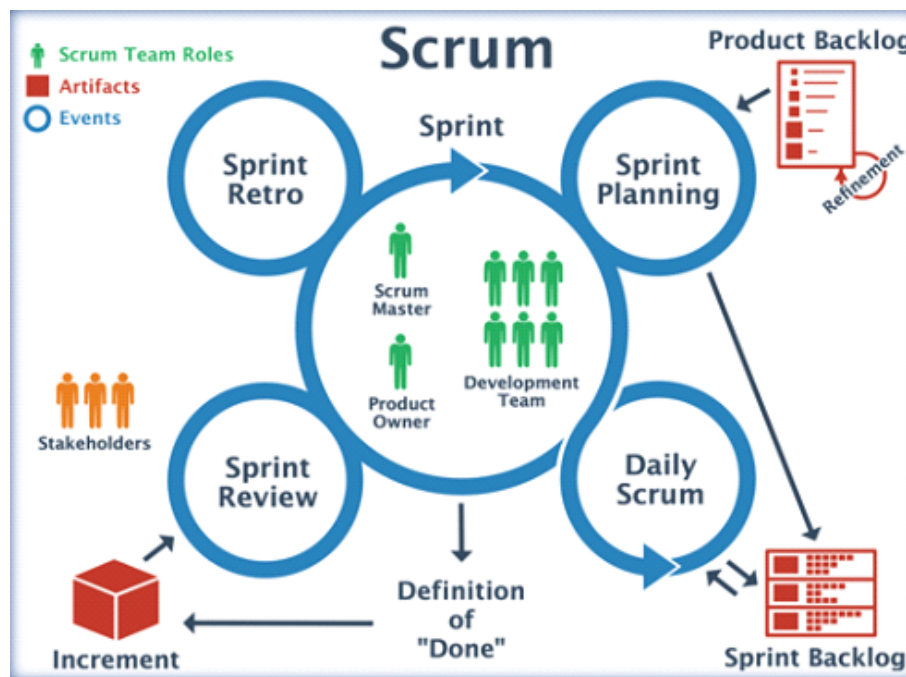 Scrum
Scrum Team Roles
Artifacts
Events
Product Backlog
Refinement
Sprint
Sprint
Retro
Sprint
Planning
Scrum
Master
Product
Owner
Development
Team
Stakeholders
Sprint
Review
Daily
Scrum
Definition
of
"Done"
Increment
Sprint Backlog